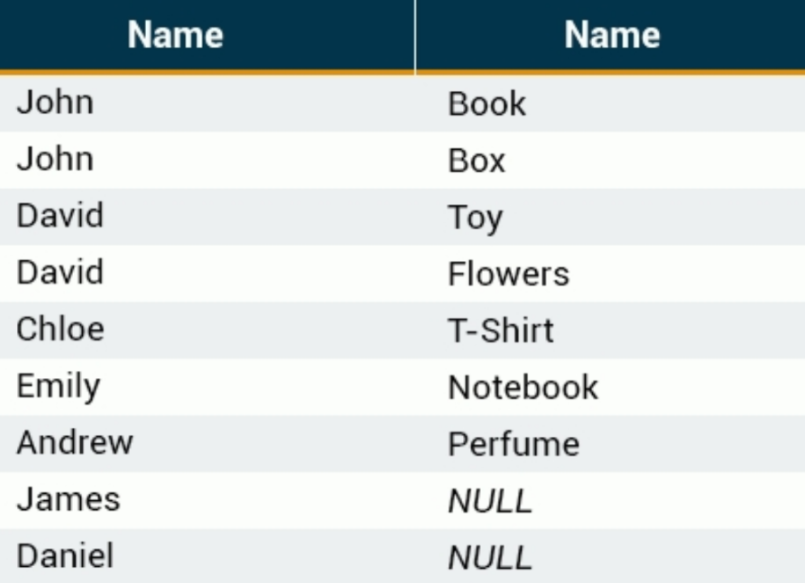 Name Name
John Book
John Box
David Toy
David Flowers
Chloe T-Shirt
Emily Notebook
Andrew Perfume
James NULL
Daniel NULL